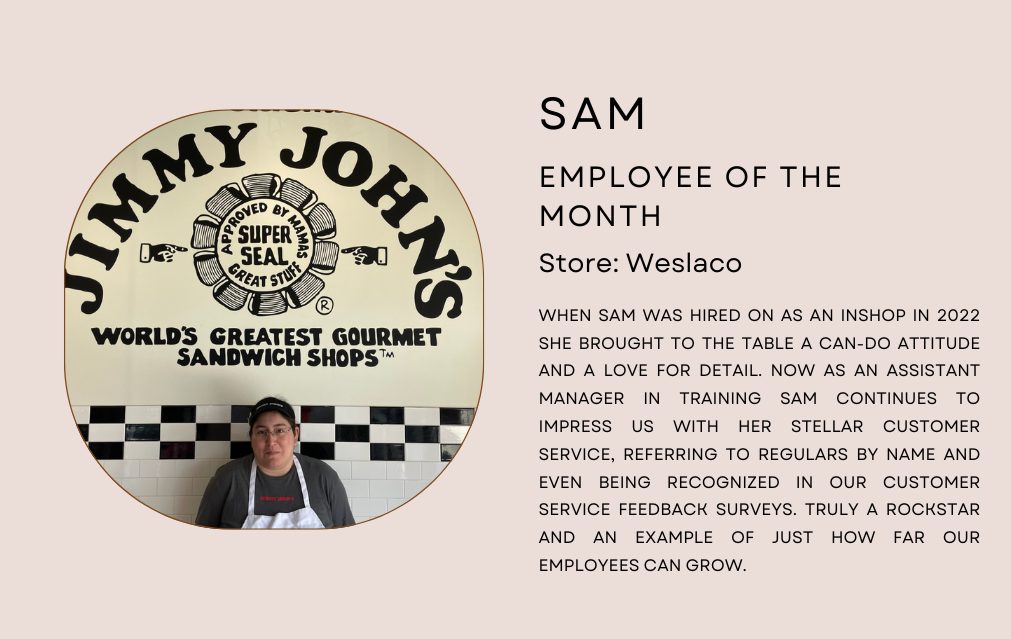 JIMMY JOHN'S
APPROVED BY MAMAS
SUPER
SEAL
GREAT STUFF
®
WORLD'S GREATEST GOURMET
SANDWICH SHOPS™
SAM
EMPLOYEE OF THE
MONTH
Store: Weslaco
WHEN SAM WAS HIRED ON AS AN INSHOP IN 2022
SHE BROUGHT TO THE TABLE A CAN-DO ATTITUDE
AND A LOVE FOR DETAIL. NOW AS AN ASSISTANT
MANAGER IN TRAINING SAM CONTINUES TO
IMPRESS US WITH HER STELLAR CUSTOMER
SERVICE, REFERRING TO REGULARS BY NAME AND
EVEN BEING RECOGNIZED IN OUR CUSTOMER
SERVICE FEEDBACK SURVEYS. TRULY A ROCKSTAR
AND AN EXAMPLE OF JUST HOW FAR OUR
EMPLOYEES CAN GROW.